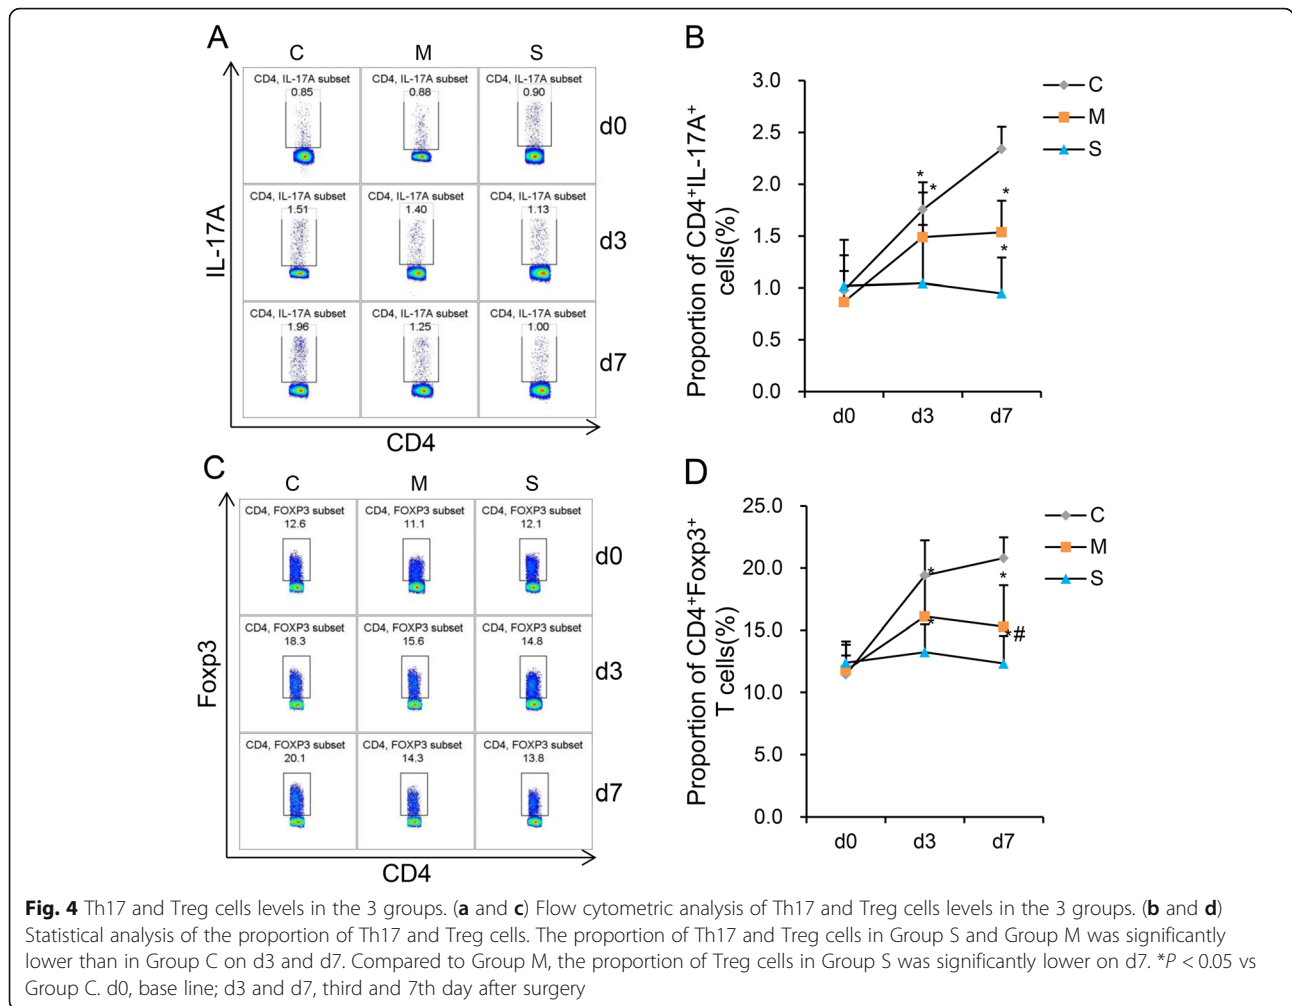 A
C M S
CD4, IL-17A subset CD4, IL-17A subset CD4, IL-17A subset
0.85 0.88 0.90
d0
CD4, IL-17A subset CD4, IL-17A subset CD4, IL-17A subset
1.51 1.40 1.13
d3
CD4, IL-17A subset CD4, IL-17A subset CD4, IL-17A subset
1.96 1.25 1.00
d7
IL-17A
CD4
B
3.0
2.5
2.0
1.5
1.0
0.5
0.0
Proportion of CD4+IL-17A+
cells(%)
d0 d3 d7
* * * *
C
M
S
C
C M S
CD4, FOXP3 subset CD4, FOXP3 subset CD4, FOXP3 subset
12.6 11.1 12.1
d0
CD4, FOXP3 subset CD4, FOXP3 subset CD4, FOXP3 subset
18.3 15.6 14.8
d3
CD4, FOXP3 subset CD4, FOXP3 subset CD4, FOXP3 subset
20.1 14.3 13.8
d7
Foxp3
CD4
D
25.0
20.0
15.0
10.0
5.0
0.0
Proportion of CD4+Foxp3+
T cells(%)
d0 d3 d7
* * * *#
C
M
S
Fig. 4 Th17 and Treg cells levels in the 3 groups. (a and c) Flow cytometric analysis of Th17 and Treg cells levels in the 3 groups. (b and d)
Statistical analysis of the proportion of Th17 and Treg cells. The proportion of Th17 and Treg cells in Group S and Group M was significantly
lower than in Group C on d3 and d7. Compared to Group M, the proportion of Treg cells in Group S was significantly lower on d7. *P < 0.05 vs
Group C. d0, base line; d3 and d7, third and 7th day after surgery